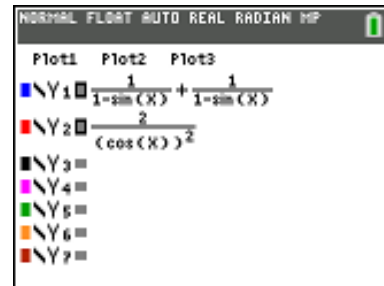 NORMAL FLOAT AUTO REAL RADIAN MP
Plot1 Plot2 Plot3
\Y1=1/(1-sin(X))+1/(1-sin(X))
\Y2=2/(cos(X))²
\Y3=
\Y4=
\Y5=
\Y6=
\Y7=